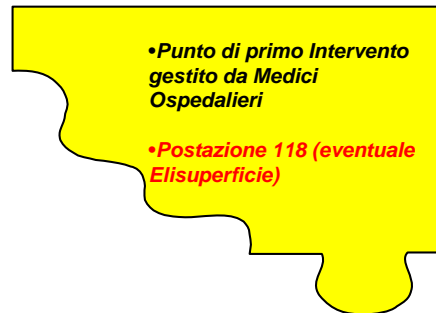 •Punto di primo Intervento
gestito da Medici
Ospedalieri
•Postazione 118 (eventuale
Elisuperficie)